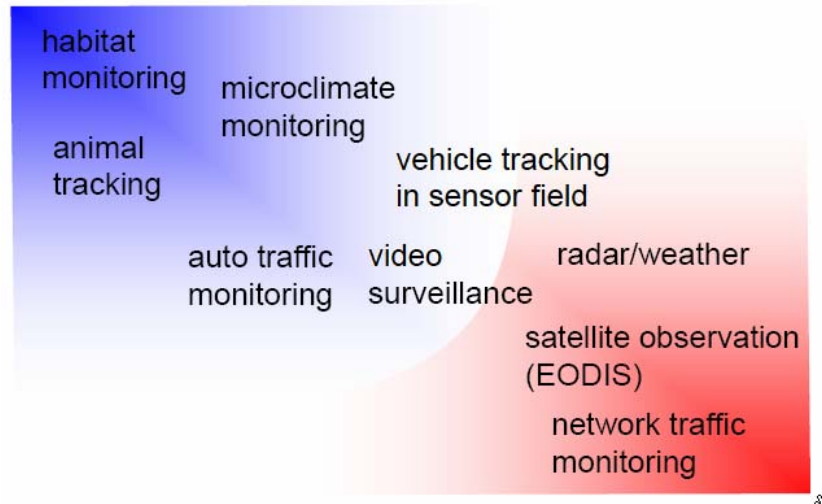 habitat
monitoring
microclimate
monitoring
animal
tracking
vehicle tracking
in sensor field
auto traffic
monitoring
video
surveillance
radar/weather
satellite observation
(EODIS)
network traffic
monitoring